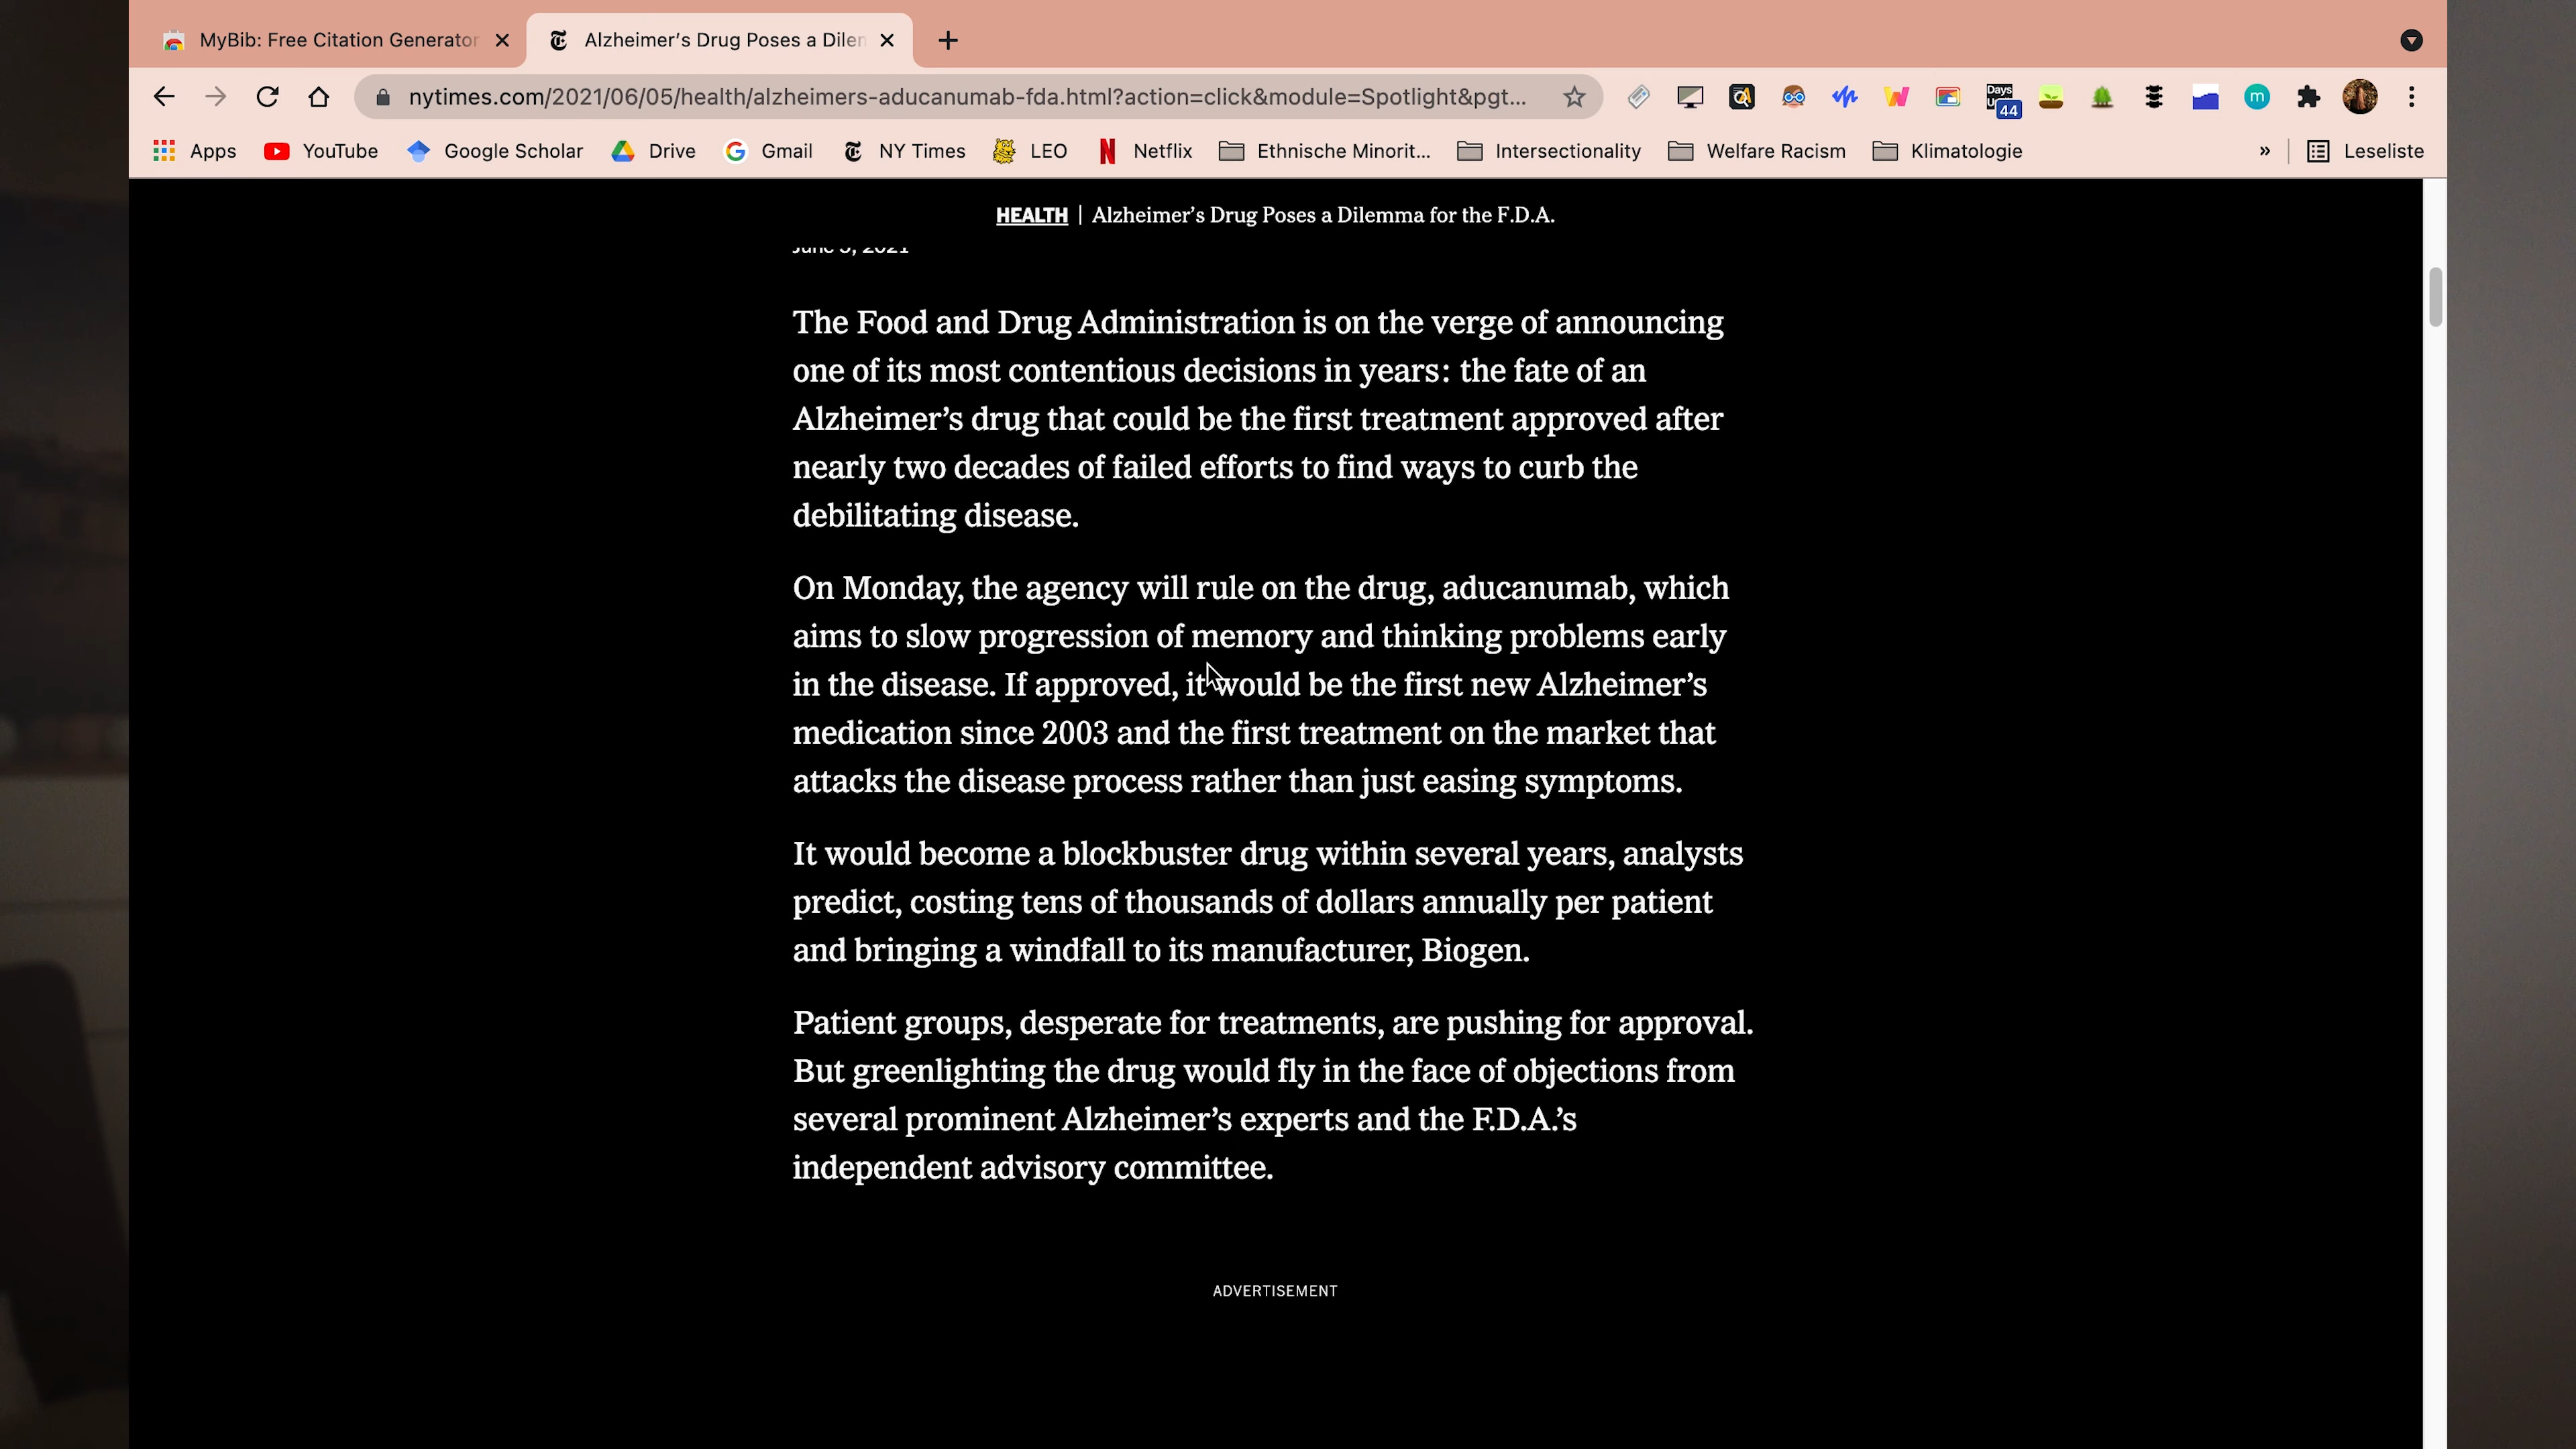 MyBib: Free Citation Generator
Alzheimer's Drug Poses a Dilem
nytimes.com/2021/06/05/health/alzheimers-aducanumab-fda.html?action=click&module=Spotlight&pgt...
Days
44
m
Apps
YouTube
Google Scholar
Drive
Gmail
NY Times
LEO
Netflix
Ethnische Minorit...
Intersectionality
Welfare Racism
Klimatologie
»
Leseliste
HEALTH | Alzheimer's Drug Poses a Dilemma for the F.D.A.
June 5, 2021
The Food and Drug Administration is on the verge of announcing
one of its most contentious decisions in years: the fate of an
Alzheimer's drug that could be the first treatment approved after
nearly two decades of failed efforts to find ways to curb the
debilitating disease.
On Monday, the agency will rule on the drug, aducanumab, which
aims to slow progression of memory and thinking problems early
in the disease. If approved, it would be the first new Alzheimer's
medication since 2003 and the first treatment on the market that
attacks the disease process rather than just easing symptoms.
It would become a blockbuster drug within several years, analysts
predict, costing tens of thousands of dollars annually per patient
and bringing a windfall to its manufacturer, Biogen.
Patient groups, desperate for treatments, are pushing for approval.
But greenlighting the drug would fly in the face of objections from
several prominent Alzheimer's experts and the F.D.A.'s
independent advisory committee.
ADVERTISEMENT